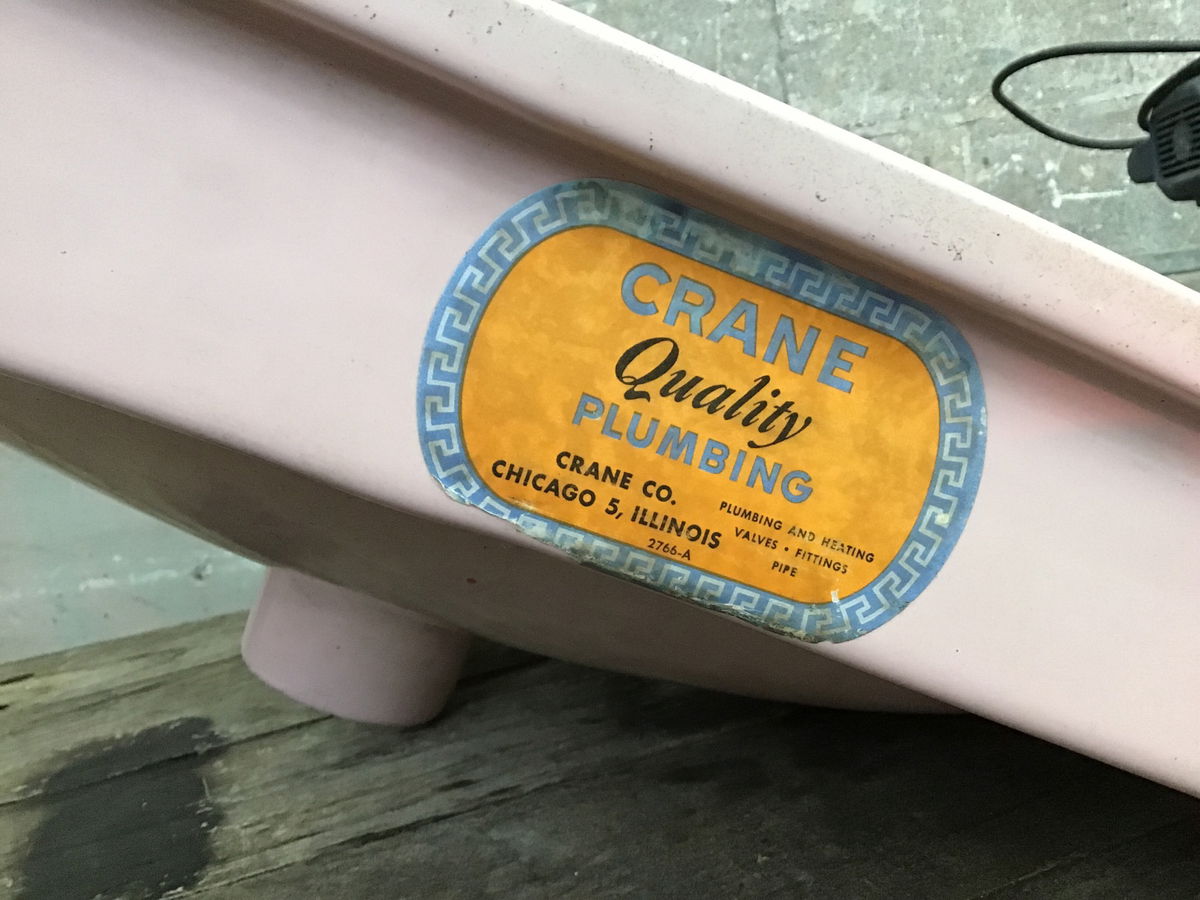 CRANE
Quality
PLUMBING
CRANE CO.
CHICAGO 5, ILLINOIS
2766-A
PLUMBING AND HEATING
VALVES • FITTINGS
PIPE